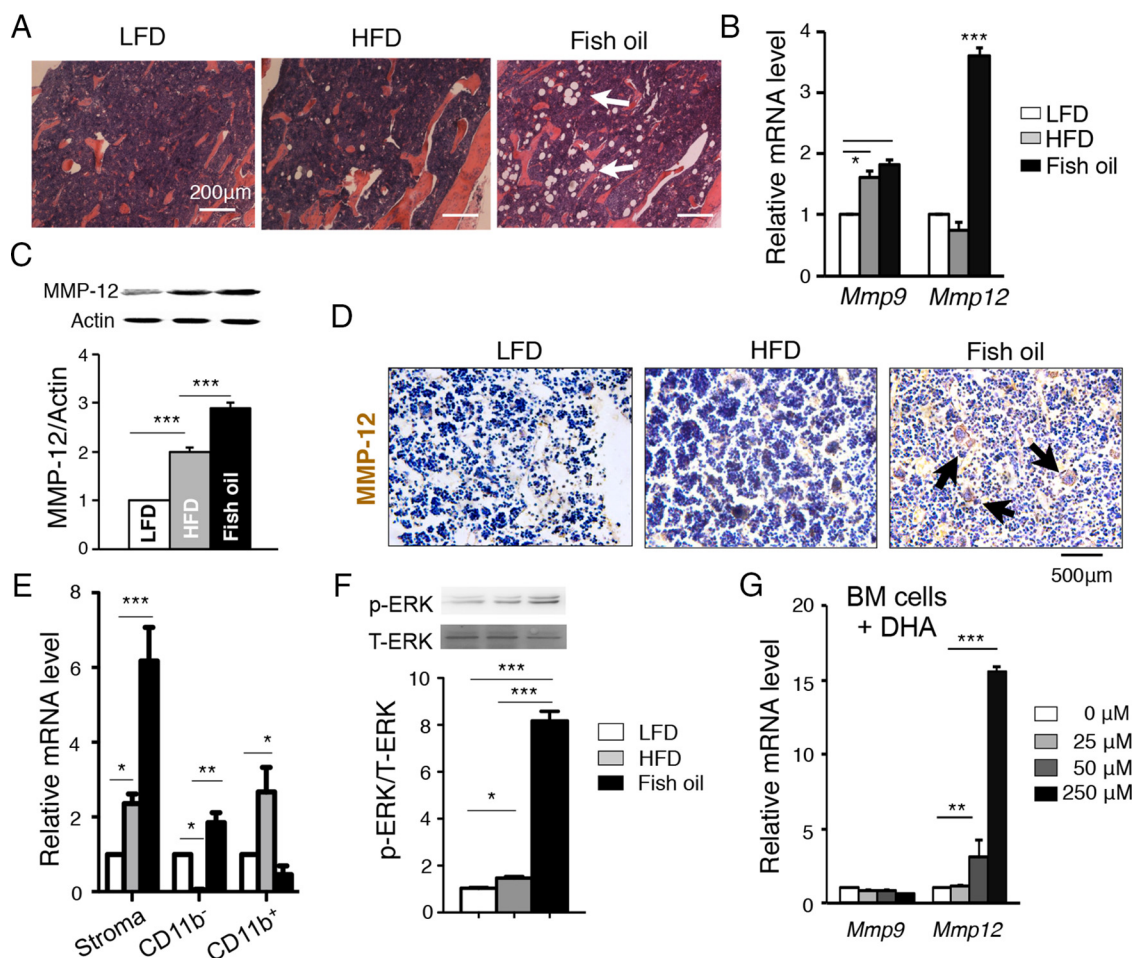 A
LFD
HFD
Fish oil
200µm
B
Relative mRNA level
4
3
2
1
0
***
*
LFD
HFD
Fish oil
Mmp9
Mmp12
C
MMP-12
Actin
MMP-12/Actin
4
3
2
1
0
***
***
LFD
HFD
Fish oil
D
LFD
HFD
Fish oil
MMP-12
500µm
E
Relative mRNA level
8
6
4
2
0
***
*
**
*
*
Stroma
CD11b-
CD11b+
F
p-ERK
T-ERK
p-ERK/T-ERK
10
8
6
4
2
0
***
***
*
LFD
HFD
Fish oil
G
BM cells
+ DHA
Relative mRNA level
20
15
10
5
0
***
**
0 µM
25 µM
50 µM
250 µM
Mmp9
Mmp12